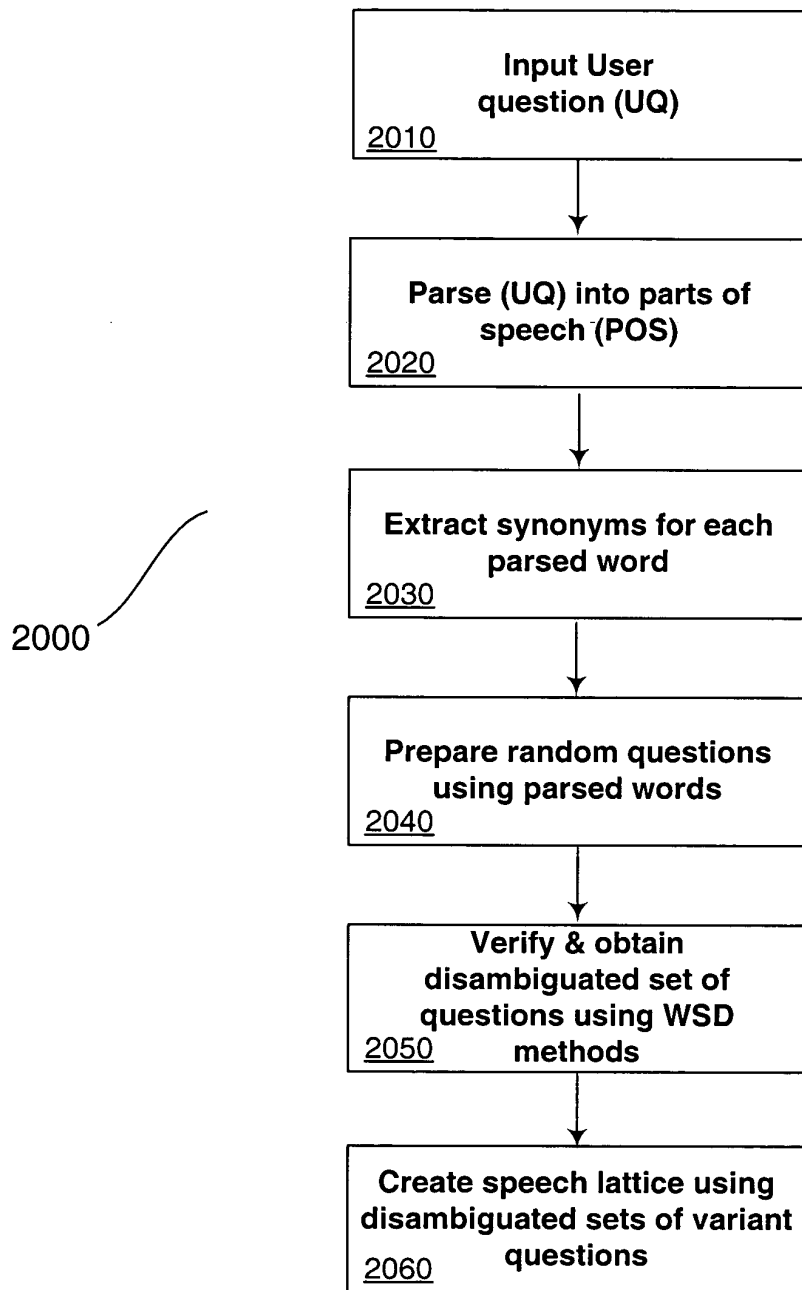 Input User
question (UQ)
2010
Parse (UQ) into parts of
speech (POS)
2020
Extract synonyms for each
parsed word
2030
2000
Prepare random questions
using parsed words
2040
Verify & obtain
disambiguated set of
questions using WSD
methods
2050
Create speech lattice using
disambiguated sets of variant
questions
2060